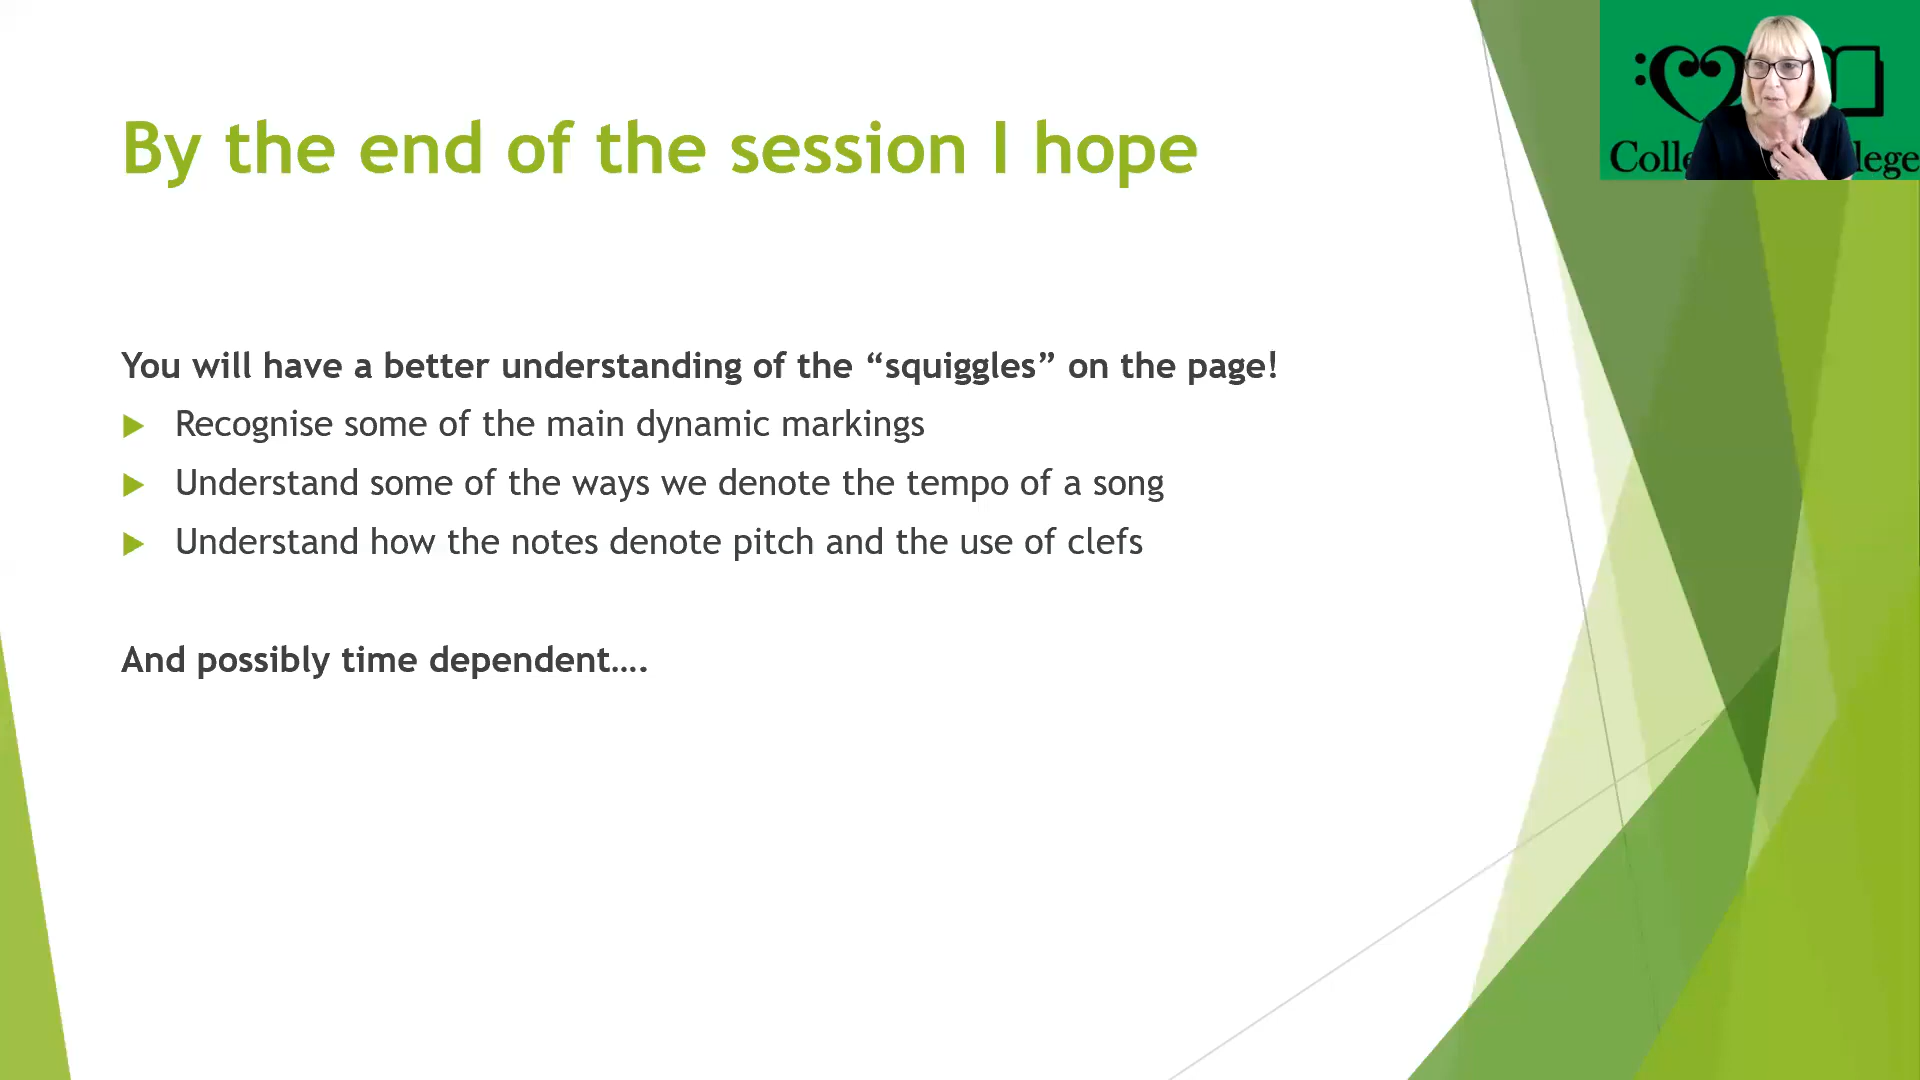 By the end of the session I hope
You will have a better understanding of the “squiggles” on the page!
Recognise some of the main dynamic markings
Understand some of the ways we denote the tempo of a song
Understand how the notes denote pitch and the use of clefs
And possibly time dependent….